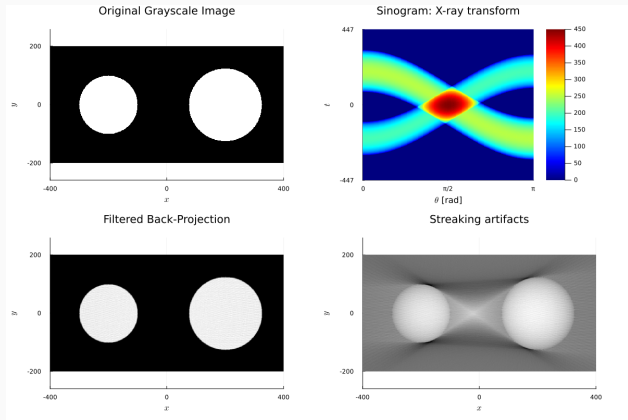 Original Grayscale Image
200
0
-200
-400
0
400
y
x
Sinogram: X-ray transform
447
0
-447
0
π/2
π
t
θ [rad]
450
400
350
300
250
200
150
100
50
0
Filtered Back-Projection
200
0
-200
-400
0
400
y
x
Streaking artifacts
200
0
-200
-400
0
400
y
x